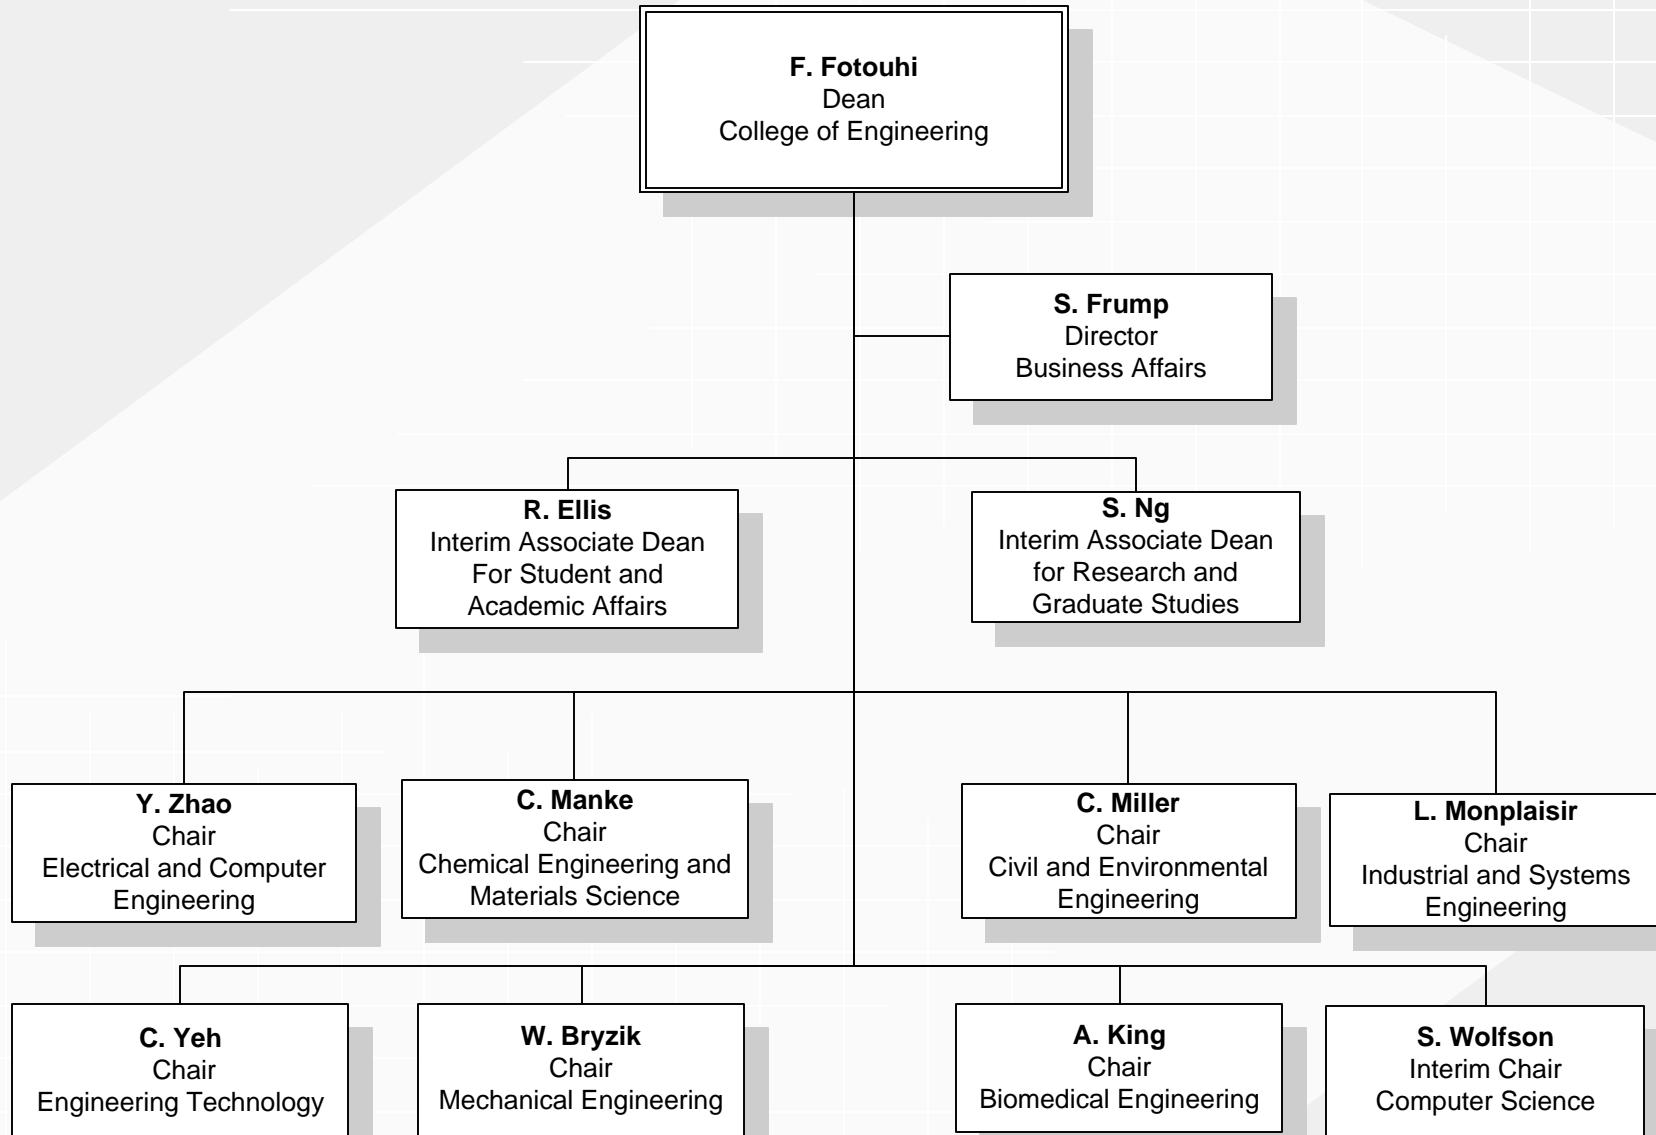 F. Fotouhi
Dean
College of Engineering
S. Frump
Director
Business Affairs
R. Ellis
Interim Associate Dean
For Student and
Academic Affairs
S. Ng
Interim Associate Dean
for Research and
Graduate Studies
Y. Zhao
Chair
Electrical and Computer
Engineering
C. Manke
Chair
Chemical Engineering and
Materials Science
C. Miller
Chair
Civil and Environmental
Engineering
L. Monplaisir
Chair
Industrial and Systems
Engineering
C. Yeh
Chair
Engineering Technology
W. Bryzik
Chair
Mechanical Engineering
A. King
Chair
Biomedical Engineering
S. Wolfson
Interim Chair
Computer Science